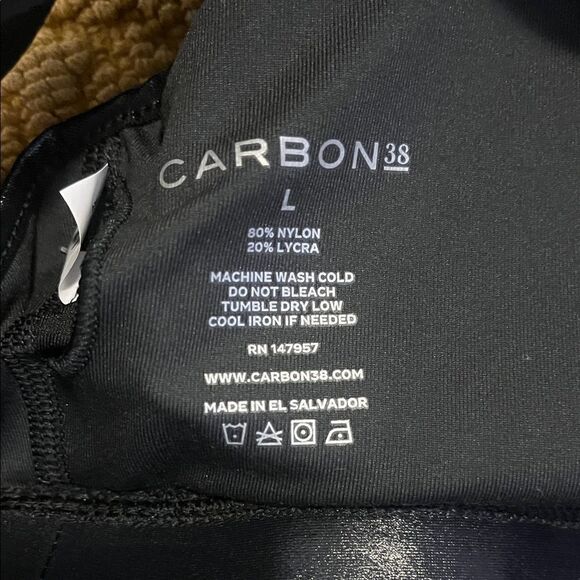 CARBON38
L
80% NYLON
20% LYCRA
MACHINE WASH COLD
DO NOT BLEACH
TUMBLE DRY LOW
COOL IRON IF NEEDED
RN 147957
WWW.CARBON38.COM
MADE IN EL SALVADOR